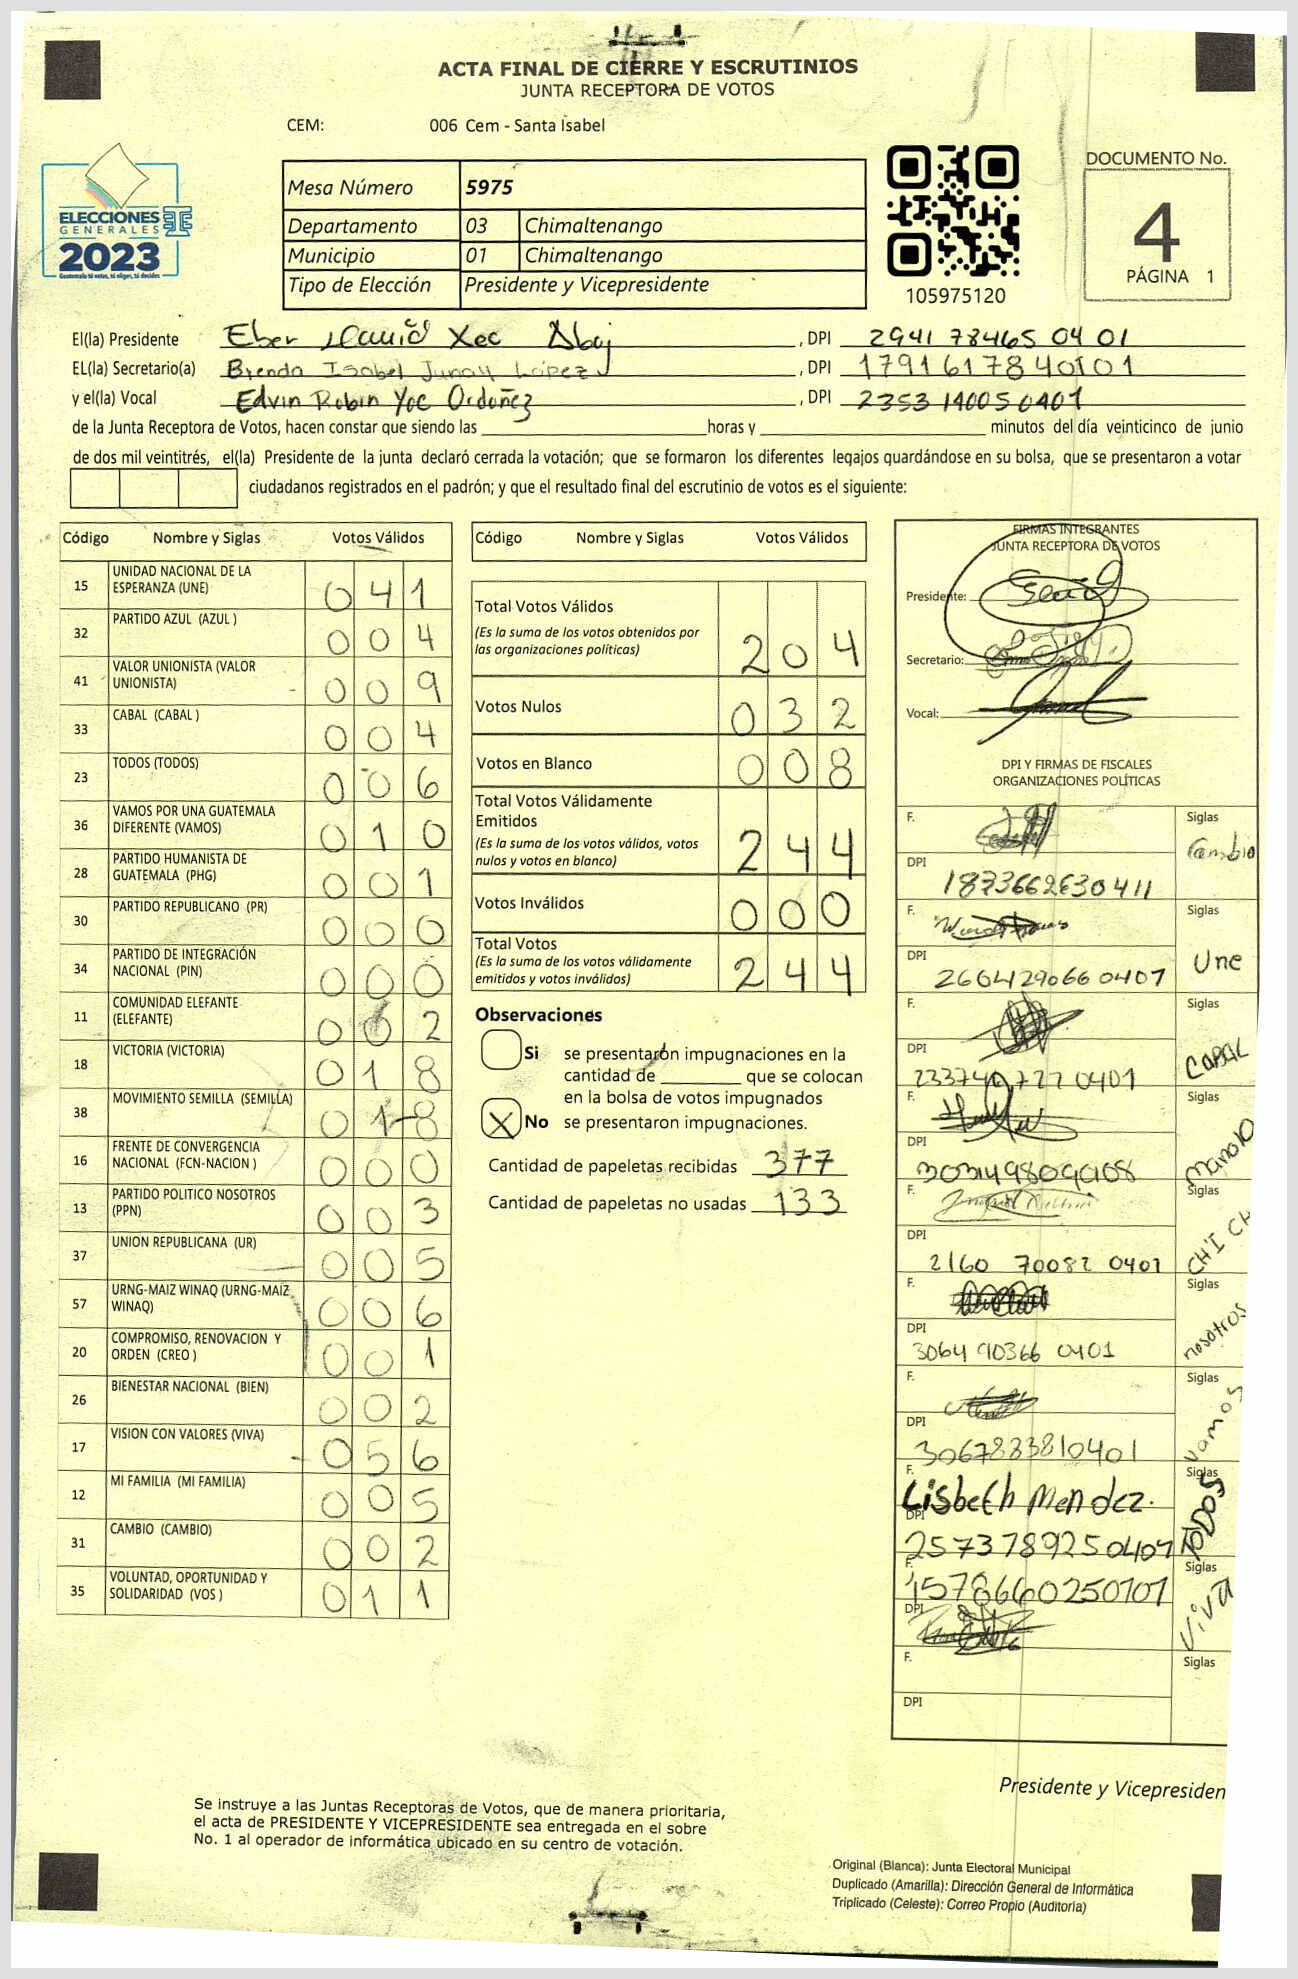 ACTA FINAL DE CIERRE Y ESCRUTINIOS
JUNTA RECEPTORA DE VOTOS
CEM: 006 Cem - Santa Isabel
ELECCIONES
GENERALES
2023
Guatemala tú votas, tú eliges, tú decides
Mesa Número 5975
Departamento 03 Chimaltenango
Municipio 01 Chimaltenango
Tipo de Elección Presidente y Vicepresidente
105975120
DOCUMENTO No.
4
PÁGINA 1
El(la) Presidente Eber David Xec Abaj, DPI 2941 78465 04 01
EL(la) Secretario(a) Brenda Isabel Junay López, DPI 1791617840101
y el(la) Vocal Edvin Robin Yoc Ordoñez, DPI 2353 14005 0401
de la Junta Receptora de Votos, hacen constar que siendo las horas y minutos del día veinticinco de junio
de dos mil veintitrés, el(la) Presidente de la junta declaró cerrada la votación; que se formaron los diferentes legajos guardándose en su bolsa, que se presentaron a votar
ciudadanos registrados en el padrón; y que el resultado final del escrutinio de votos es el siguiente:
Código Nombre y Siglas Votos Válidos
15 UNIDAD NACIONAL DE LA ESPERANZA (UNE) 041
32 PARTIDO AZUL (AZUL ) 004
41 VALOR UNIONISTA (VALOR UNIONISTA) 009
33 CABAL (CABAL ) 004
23 TODOS (TODOS) 006
36 VAMOS POR UNA GUATEMALA DIFERENTE (VAMOS) 010
28 PARTIDO HUMANISTA DE GUATEMALA (PHG) 001
30 PARTIDO REPUBLICANO (PR) 000
34 PARTIDO DE INTEGRACIÓN NACIONAL (PIN) 000
11 COMUNIDAD ELEFANTE (ELEFANTE) 002
18 VICTORIA (VICTORIA) 018
38 MOVIMIENTO SEMILLA (SEMILLA) 018
16 FRENTE DE CONVERGENCIA NACIONAL (FCN-NACION ) 000
13 PARTIDO POLITICO NOSOTROS (PPN) 003
37 UNION REPUBLICANA (UR) 005
57 URNG-MAIZ WINAQ (URNG-MAIZ WINAQ) 006
20 COMPROMISO, RENOVACION Y ORDEN (CREO ) 001
26 BIENESTAR NACIONAL (BIEN) 002
17 VISION CON VALORES (VIVA) 056
12 MI FAMILIA (MI FAMILIA) 005
31 CAMBIO (CAMBIO) 002
35 VOLUNTAD, OPORTUNIDAD Y SOLIDARIDAD (VOS ) 011
Código Nombre y Siglas Votos Válidos
Total Votos Válidos 204
(Es la suma de los votos obtenidos por
las organizaciones políticas)
Votos Nulos 032
Votos en Blanco 008
Total Votos Válidamente
Emitidos 244
(Es la suma de los votos válidos, votos
nulos y votos en blanco)
Votos Inválidos 000
Total Votos 244
(Es la suma de los votos válidamente
emitidos y votos inválidos)
Observaciones
Si se presentarón impugnaciones en la
cantidad de que se colocan
en la bolsa de votos impugnados
X No se presentaron impugnaciones.
Cantidad de papeletas recibidas 377
Cantidad de papeletas no usadas 133
FIRMAS INTEGRANTES
JUNTA RECEPTORA DE VOTOS
Presidente:
Secretario:
Vocal:
DPI Y FIRMAS DE FISCALES
ORGANIZACIONES POLÍTICAS
F. Siglas Cambio
DPI 1873662630411
F. Siglas Une
DPI 2604290660407
F. Siglas CABAL
DPI 0401
F. Siglas
DPI
F. Siglas
DPI 2160 70082 0401
F. Siglas nosotros
DPI 3064 90366 0401
F. Siglas vamos
DPI 3067833810401
F. Lisbeth Mendez. Siglas TODOS
DPI 2573789250407
F. Siglas viva
1578660250101
DPI
F. Siglas
DPI
Presidente y Vicepresiden
Se instruye a las Juntas Receptoras de Votos, que de manera prioritaria,
el acta de PRESIDENTE Y VICEPRESIDENTE sea entregada en el sobre
No. 1 al operador de informática ubicado en su centro de votación.
Original (Blanca): Junta Electoral Municipal
Duplicado (Amarilla): Dirección General de Informática
Triplicado (Celeste): Correo Propio (Auditoría)